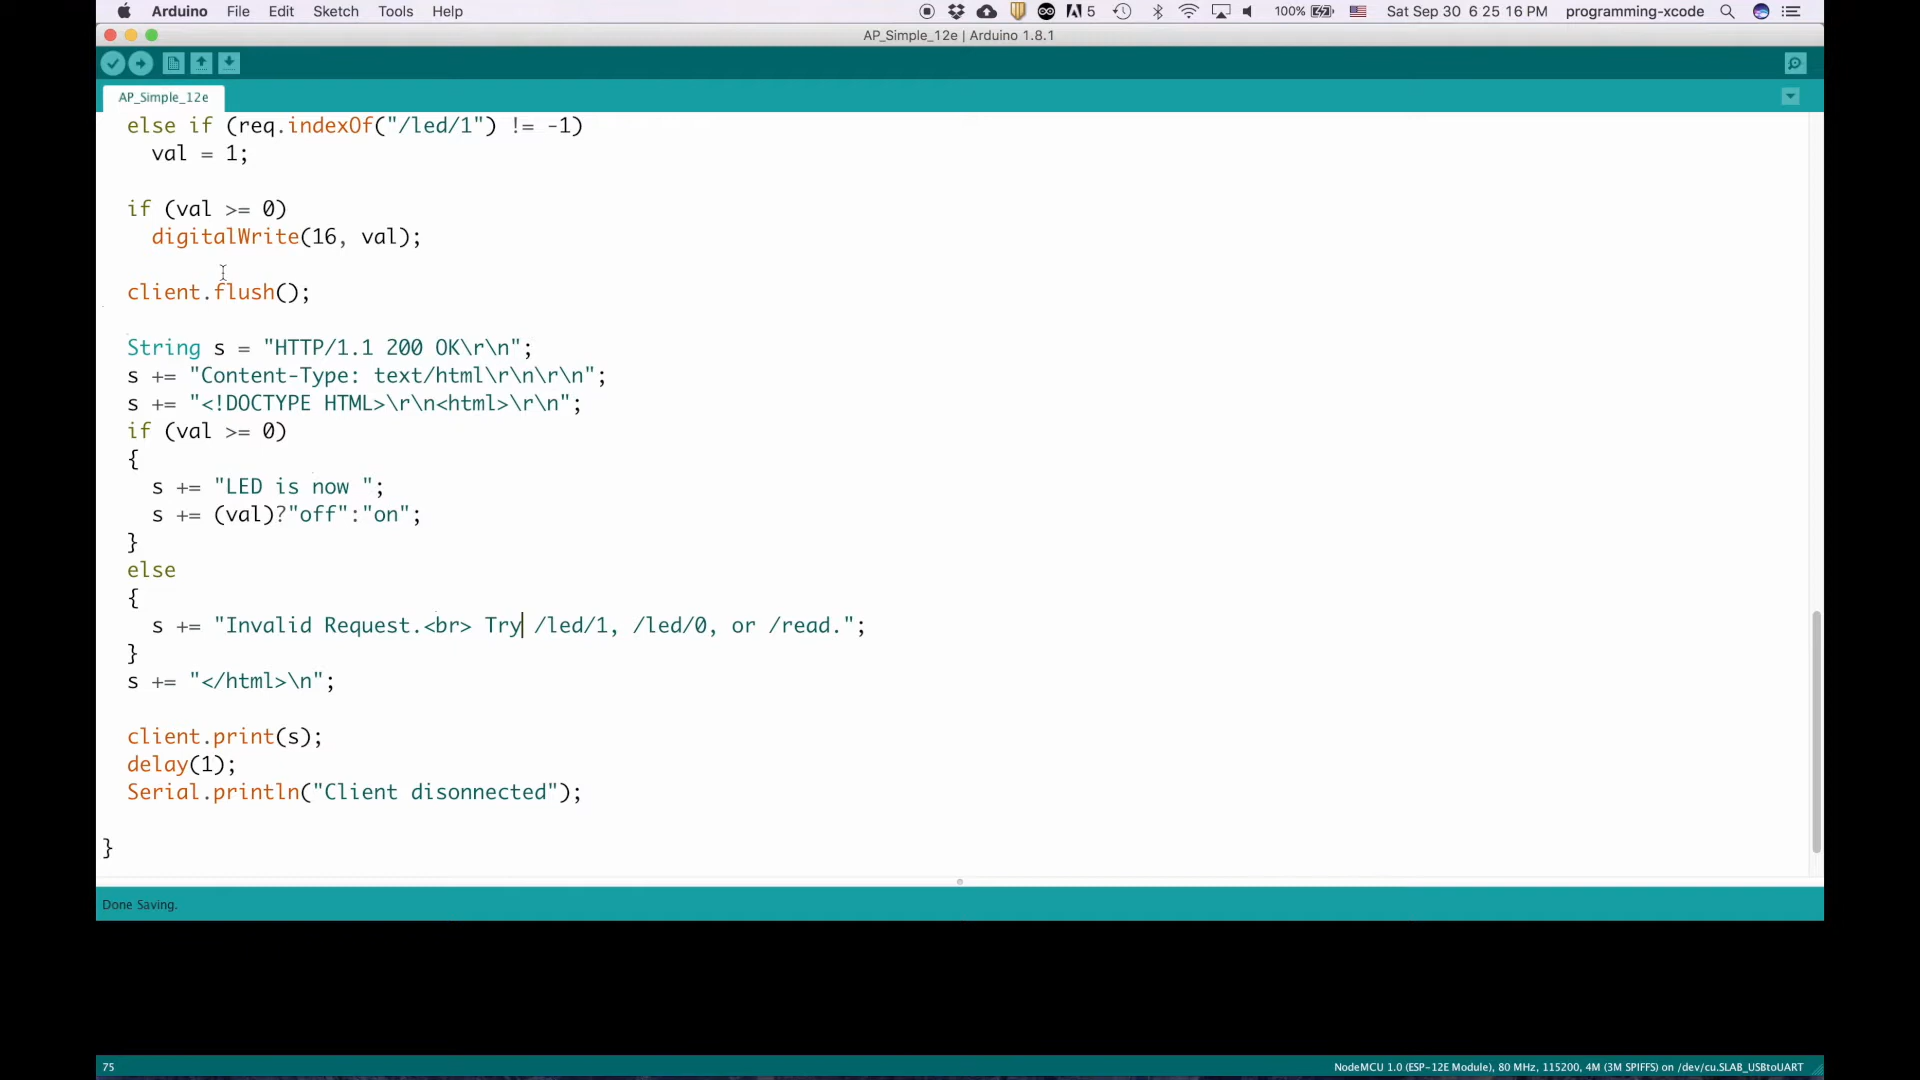 Arduino File Edit Sketch Tools Help 5 100% Sat Sep 30 6 25 16 PM programming-xcode
AP_Simple_12e | Arduino 1.8.1
AP_Simple_12e
else if (req.indexOf("/led/1") != -1)
val = 1;
if (val >= 0)
digitalWrite(16, val);
client.flush();
String s = "HTTP/1.1 200 OK\r\n";
s += "Content-Type: text/html\r\n\r\n";
s += "<!DOCTYPE HTML>\r\n<html>\r\n";
if (val >= 0)
{
s += "LED is now ";
s += (val)?"off":"on";
}
else
{
s += "Invalid Request.<br> Try /led/1, /led/0, or /read.";
}
s += "</html>\n";
client.print(s);
delay(1);
Serial.println("Client disonnected");
}
Done Saving.
75 NodeMCU 1.0 (ESP-12E Module), 80 MHz, 115200, 4M (3M SPIFFS) on /dev/cu.SLAB_USBtoUART